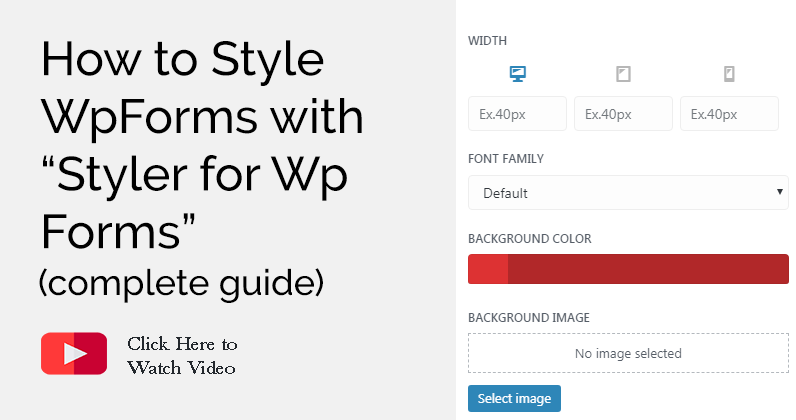 How to Style
WpForms with
“Styler for Wp
Forms”
(complete guide)
Click Here to
Watch Video
WIDTH
Ex.40px Ex.40px Ex.40px
FONT FAMILY
Default
BACKGROUND COLOR
BACKGROUND IMAGE
No image selected
Select image